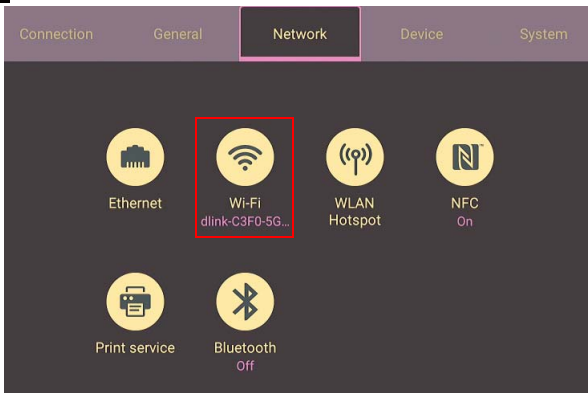 Connection General Network Device System
Ethernet Wi-Fi WLAN NFC
dlink-C3F0-5G... Hotspot On
Print service Bluetooth
Off